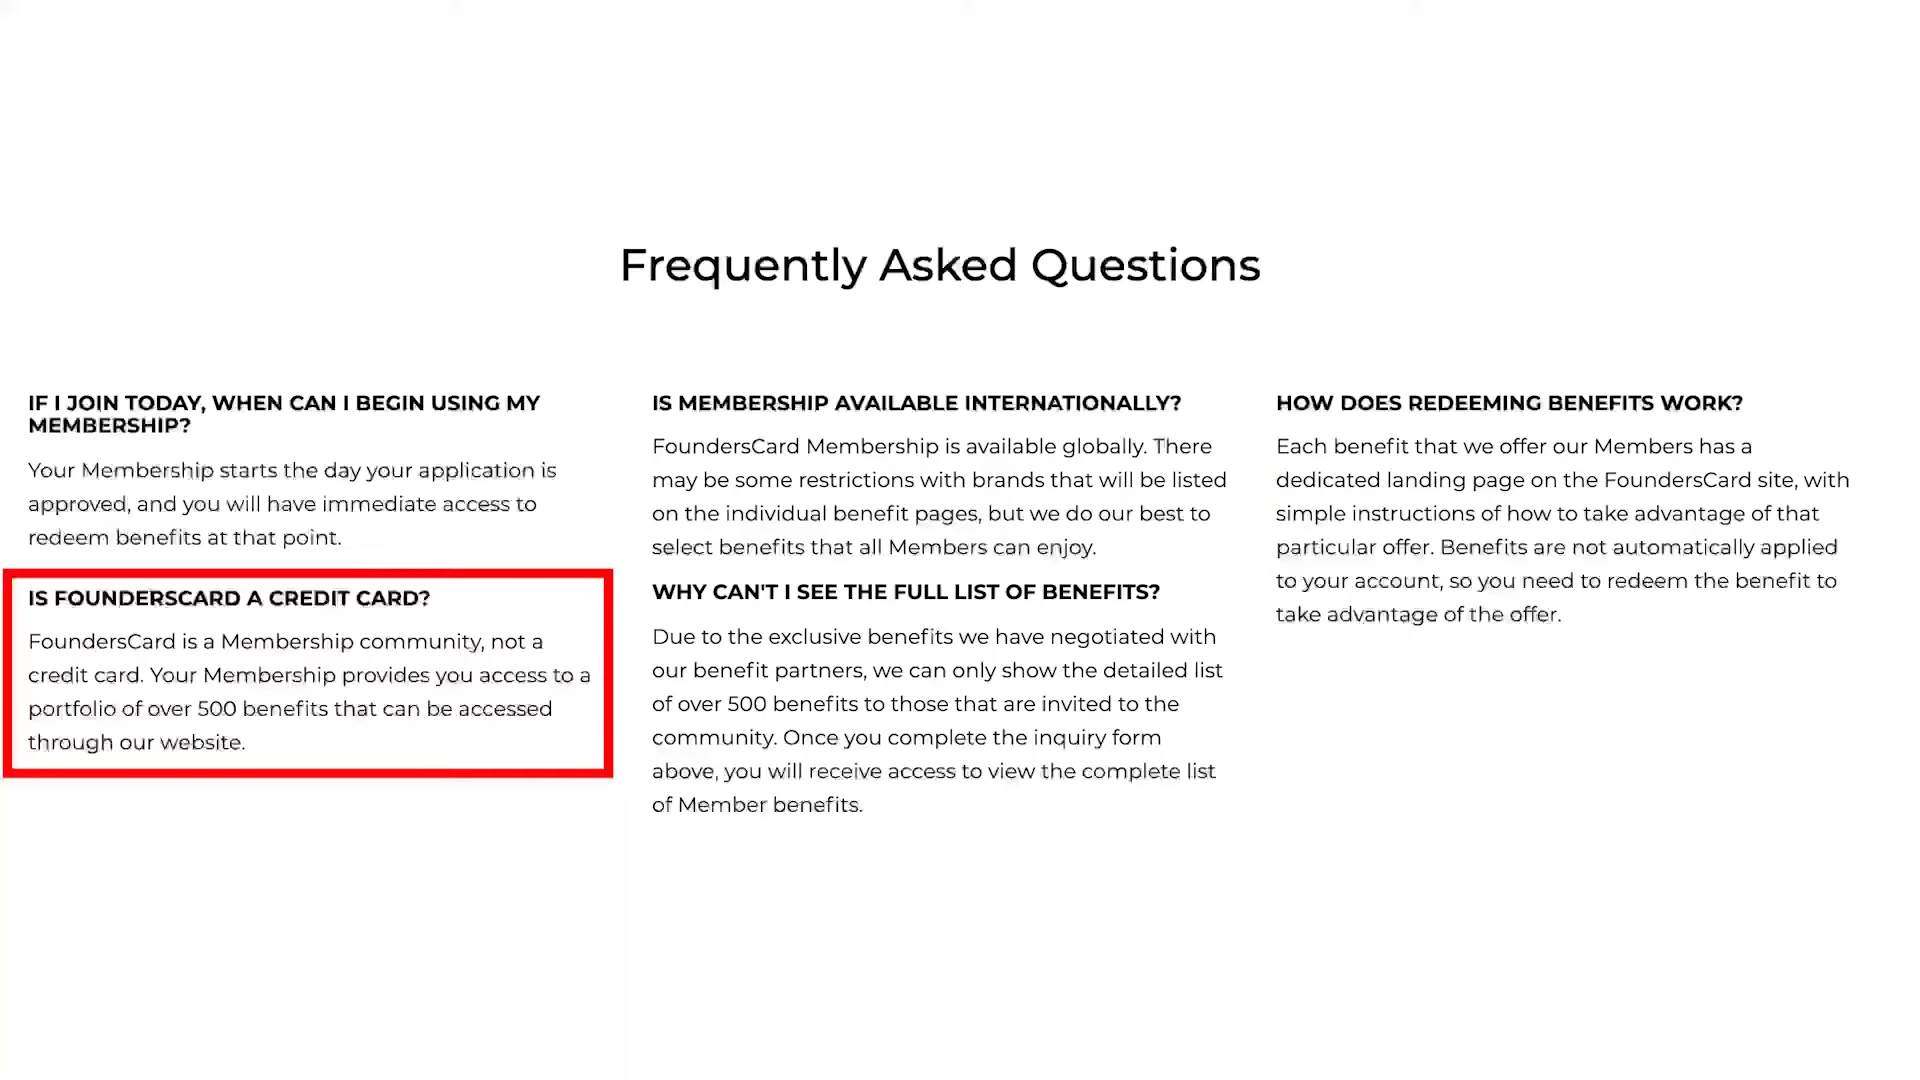 Frequently Asked Questions
IF I JOIN TODAY, WHEN CAN I BEGIN USING MY
MEMBERSHIP?
Your Membership starts the day your application is
approved, and you will have immediate access to
redeem benefits at that point.
IS FOUNDERSCARD A CREDIT CARD?
FoundersCard is a Membership community, not a
credit card. Your Membership provides you access to a
portfolio of over 500 benefits that can be accessed
through our website.
IS MEMBERSHIP AVAILABLE INTERNATIONALLY?
FoundersCard Membership is available globally. There
may be some restrictions with brands that will be listed
on the individual benefit pages, but we do our best to
select benefits that all Members can enjoy.
WHY CAN'T I SEE THE FULL LIST OF BENEFITS?
Due to the exclusive benefits we have negotiated with
our benefit partners, we can only show the detailed list
of over 500 benefits to those that are invited to the
community. Once you complete the inquiry form
above, you will receive access to view the complete list
of Member benefits.
HOW DOES REDEEMING BENEFITS WORK?
Each benefit that we offer our Members has a
dedicated landing page on the FoundersCard site, with
simple instructions of how to take advantage of that
particular offer. Benefits are not automatically applied
to your account, so you need to redeem the benefit to
take advantage of the offer.